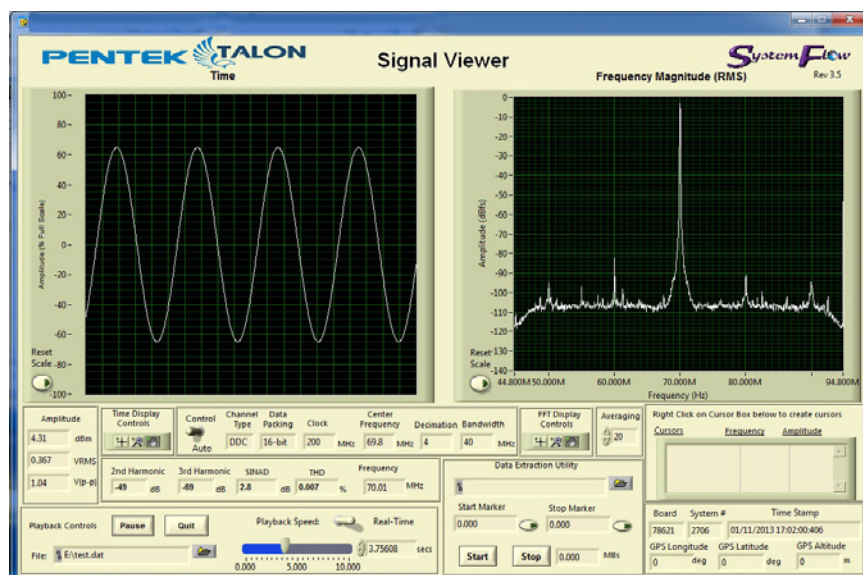 PENTEK TALON
Signal Viewer
SystemFlow
Rev 3.5
Time
Frequency Magnitude (RMS)
100
80
60
40
20
0
-20
-40
-60
-80
-100
Amplitude (% Full Scale)
Reset
Scale
0
-10
-20
-30
-40
-50
-60
-70
-80
-90
-100
-110
-120
-130
-140
Amplitude (dBfs)
Reset
Scale
44.800M 50.000M 60.000M 70.000M 80.000M 94.800M
Frequency (Hz)
Amplitude
4.31 dBm
0.367 VRMS
1.04 V(p-p)
Time Display
Controls
Control
Auto
Channel
Type
DDC
Data
Packing
16-bit
Clock
200 MHz
Center
Frequency
69.8 MHz
Decimation
4
Bandwidth
40 MHz
FFT Display
Controls
Averaging
20
Right Click on Cursor Box below to create cursors
Cursors Frequency Amplitude
2nd Harmonic
-49 dB
3rd Harmonic
-69 dB
SINAD
2.8 dB
THD
0.007 %
Frequency
70.01 MHz
Data Extraction Utility
Start Marker
0.000
Stop Marker
0.000
Start Stop 0.000 MBs
Playback Controls Pause Quit
File: E:\test.dat
Playback Speed: Real-Time
0.000 5.000 10.000
3.75608 secs
Board System # Time Stamp
78621 2706 01/11/2013 17:02:00:406
GPS Longitude GPS Latitude GPS Altitude
0 deg 0 deg 0 m